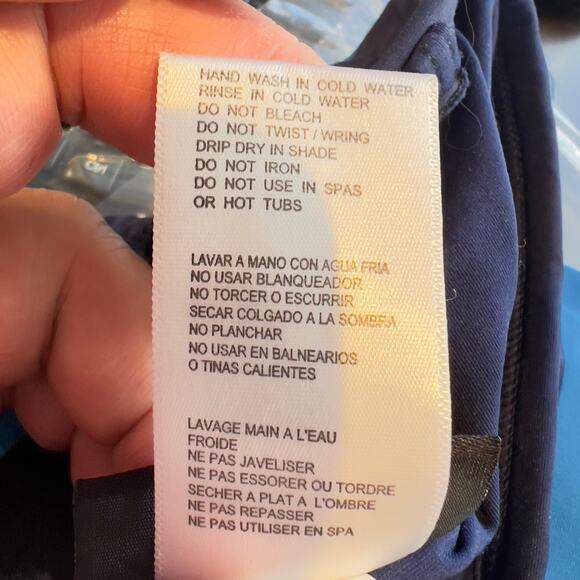 HAND WASH IN COLD WATER
RINSE IN COLD WATER
DO NOT BLEACH
DO NOT TWIST / WRING
DRIP DRY IN SHADE
DO NOT IRON
DO NOT USE IN SPAS
OR HOT TUBS
LAVAR A MANO CON AGUA FRIA
NO USAR BLANQUEADOR
NO TORCER O ESCURRIR
SECAR COLGADO A LA SOMBRA
NO PLANCHAR
NO USAR EN BALNEARIOS
O TINAS CALIENTES
LAVAGE MAIN A L'EAU
FROIDE
NE PAS JAVELISER
NE PAS ESSORER OU TORDRE
SECHER A PLAT A L'OMBRE
NE PAS REPASSER
NE PAS UTILISER EN SPA